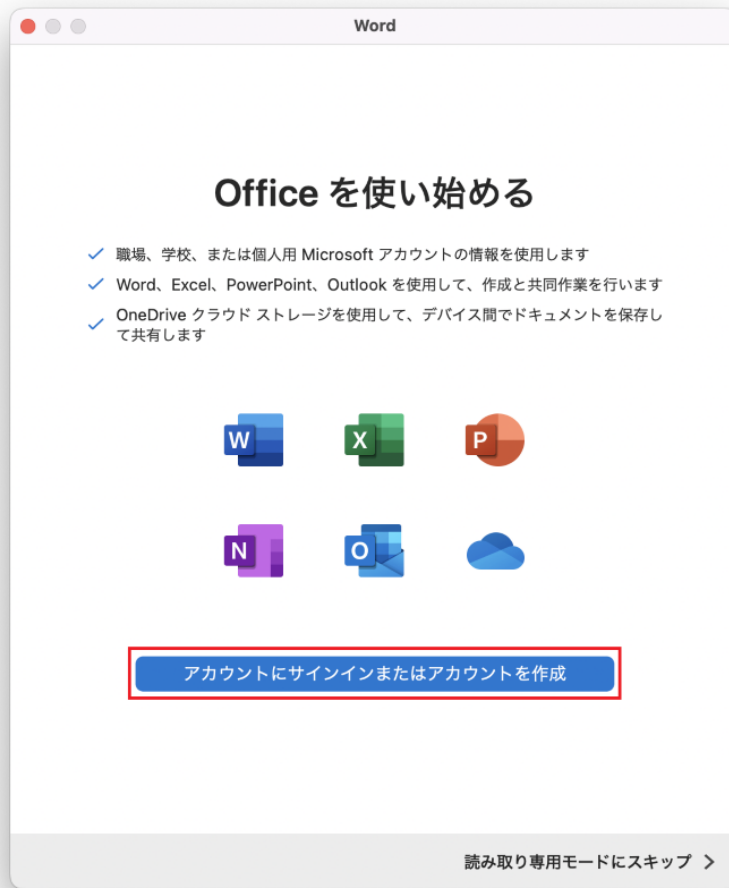 Word
Office を使い始める
職場、学校、または個人用 Microsoft アカウントの情報を使用します
Word、Excel、PowerPoint、Outlook を使用して、作成と共同作業を行います
OneDrive クラウド ストレージを使用して、デバイス間でドキュメントを保存し
て共有します
W X P
N O
アカウントにサインインまたはアカウントを作成
読み取り専用モードにスキップ